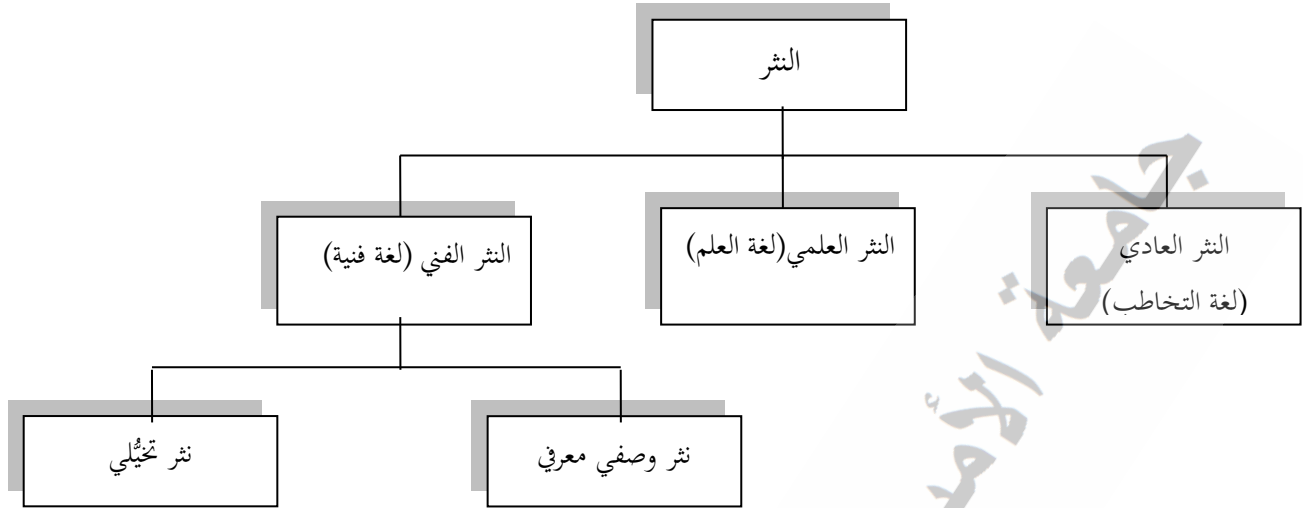 النثر
النثر العادي
(لغة التخاطب)
النثر العلمي(لغة العلم)
النثر الفني (لغة فنية)
نثر وصفي معرفي
نثر تخيُّلي
جامعة